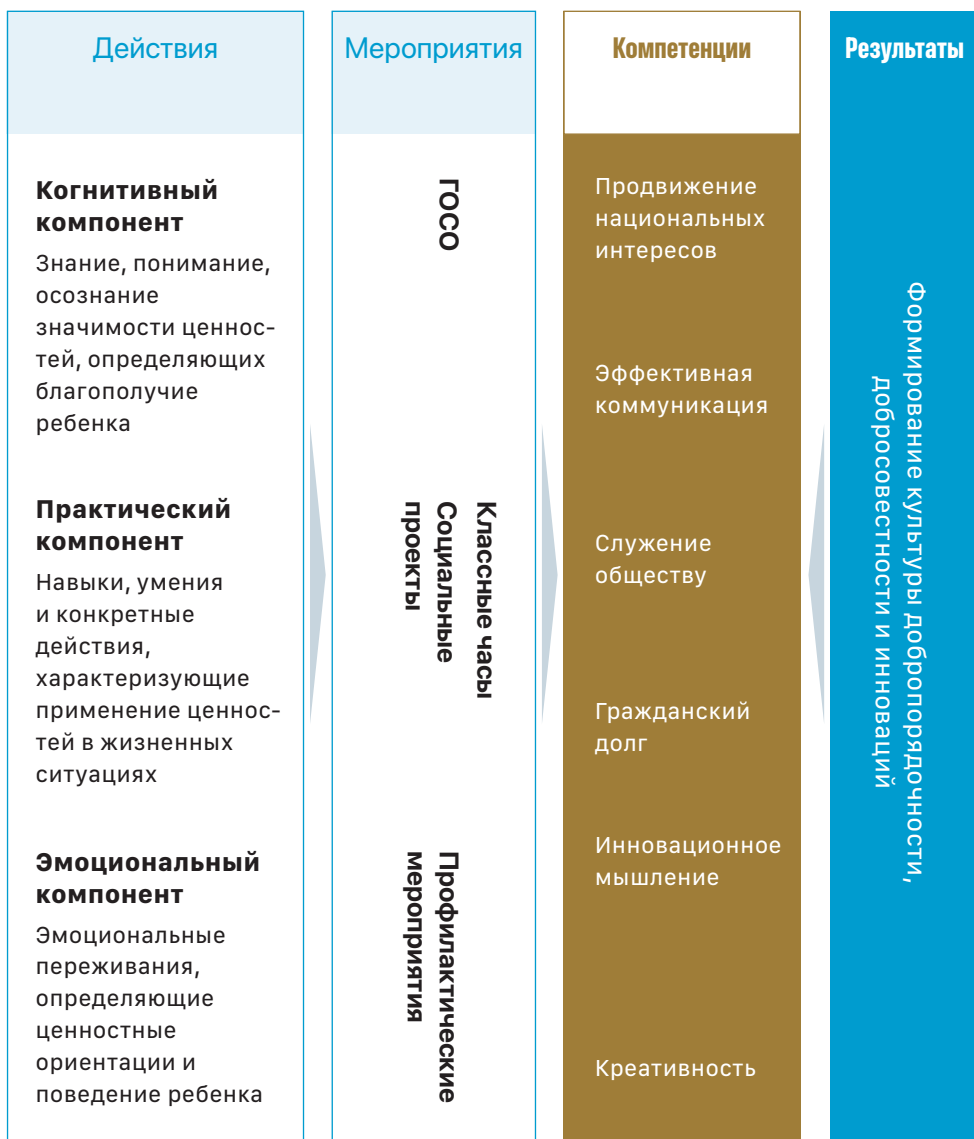 Действия
Когнитивный
компонент
Знание, понимание,
осознание
значимости ценнос-
тей, определяющих
благополучие
ребенка
Практический
компонент
Навыки, умения
и конкретные
действия,
характеризующие
применение ценнос-
тей в жизненных
ситуациях
Эмоциональный
компонент
Эмоциональные
переживания,
определяющие
ценностные
ориентации и
поведение ребенка
Мероприятия
ГОСО
Классные часы
Социальные
проекты
Профилактические
мероприятия
Компетенции
Продвижение
национальных
интересов
Эффективная
коммуникация
Служение
обществу
Гражданский
долг
Инновационное
мышление
Креативность
Результаты
Формирование культуры добропорядочности,
добросовестности и инноваций